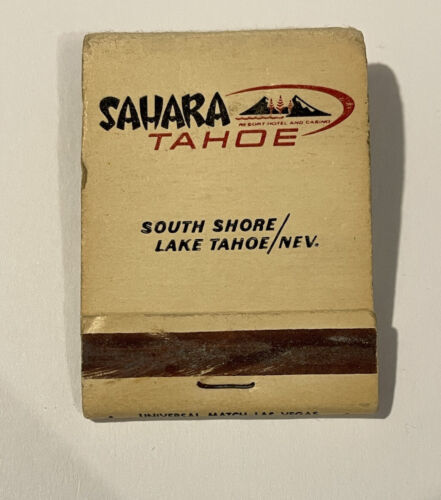 SAHARA
RESORT HOTEL AND CASINO
TAHOE
SOUTH SHORE/
LAKE TAHOE/NEV.
UNIVERSAL MATCH LAS VEGAS